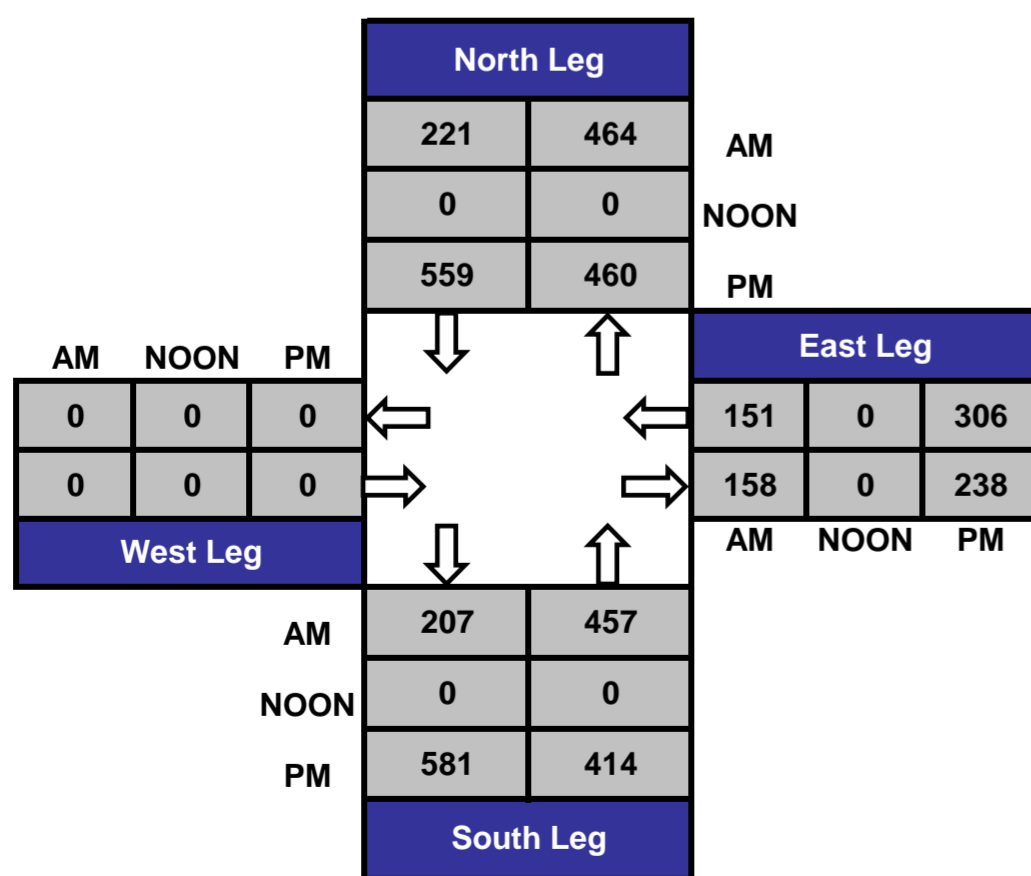 North Leg
221 464 AM
0 0 NOON
559 460 PM
AM NOON PM
East Leg
0 0 0
151 0 306
0 0 0
158 0 238
West Leg
AM NOON PM
AM 207 457
NOON 0 0
PM 581 414
South Leg